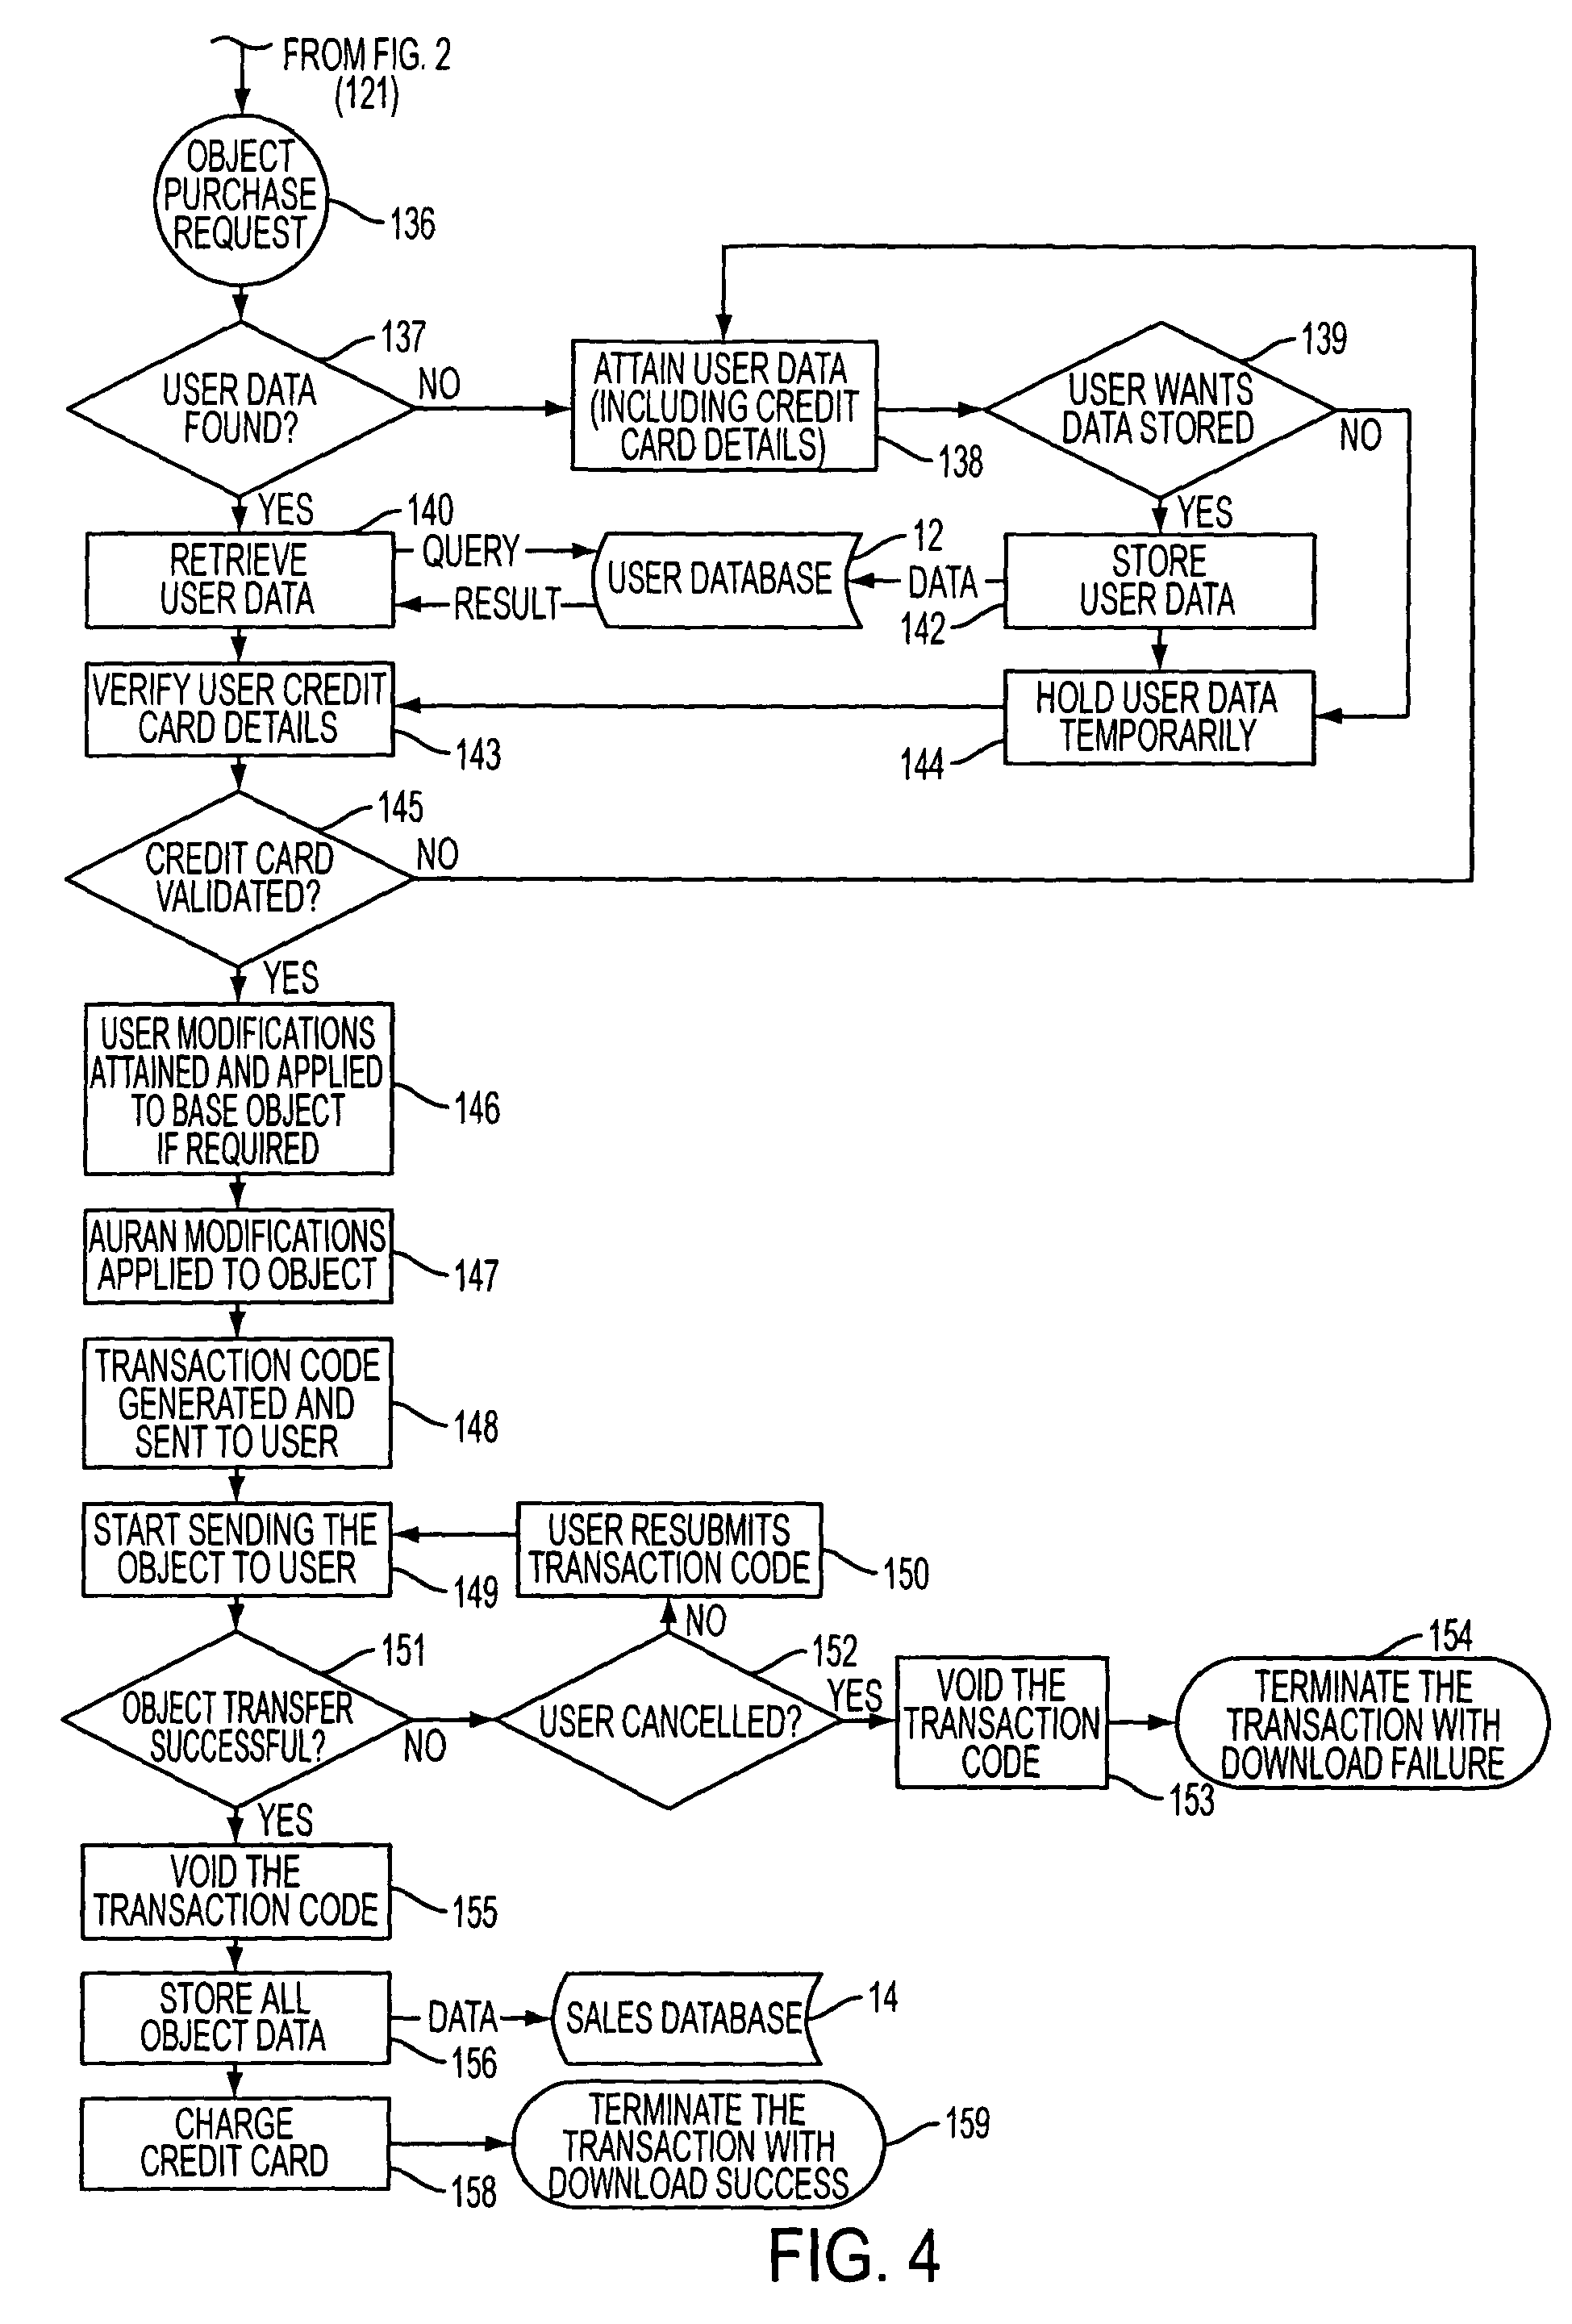 FROM FIG. 2
(121)
OBJECT
PURCHASE
REQUEST
136
137
USER DATA
FOUND?
NO
YES
ATTAIN USER DATA
(INCLUDING CREDIT
CARD DETAILS)
138
139
USER WANTS
DATA STORED
NO
YES
140
RETRIEVE
USER DATA
QUERY
RESULT
12
USER DATABASE
DATA
STORE
USER DATA
142
VERIFY USER CREDIT
CARD DETAILS
143
HOLD USER DATA
TEMPORARILY
144
145
CREDIT CARD
VALIDATED?
NO
YES
USER MODIFICATIONS
ATTAINED AND APPLIED
TO BASE OBJECT
IF REQUIRED
146
AURAN MODIFICATIONS
APPLIED TO OBJECT
147
TRANSACTION CODE
GENERATED AND
SENT TO USER
148
START SENDING THE
OBJECT TO USER
149
USER RESUBMITS
TRANSACTION CODE
150
NO
151
OBJECT TRANSFER
SUCCESSFUL?
NO
YES
152
USER CANCELLED?
YES
VOID THE
TRANSACTION
CODE
153
154
TERMINATE THE
TRANSACTION WITH
DOWNLOAD FAILURE
VOID THE
TRANSACTION CODE
155
STORE ALL
OBJECT DATA
156
DATA
SALES DATABASE
14
CHARGE
CREDIT CARD
158
TERMINATE THE
TRANSACTION WITH
DOWNLOAD SUCCESS
159
FIG. 4